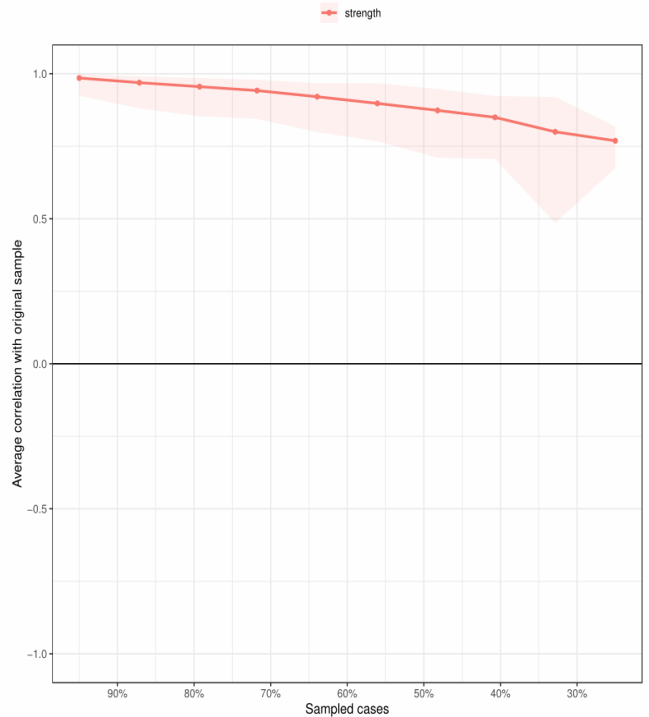 strength
1.0
0.5
0.0
−0.5
−1.0
Average correlation with original sample
90% 80% 70% 60% 50% 40% 30%
Sampled cases